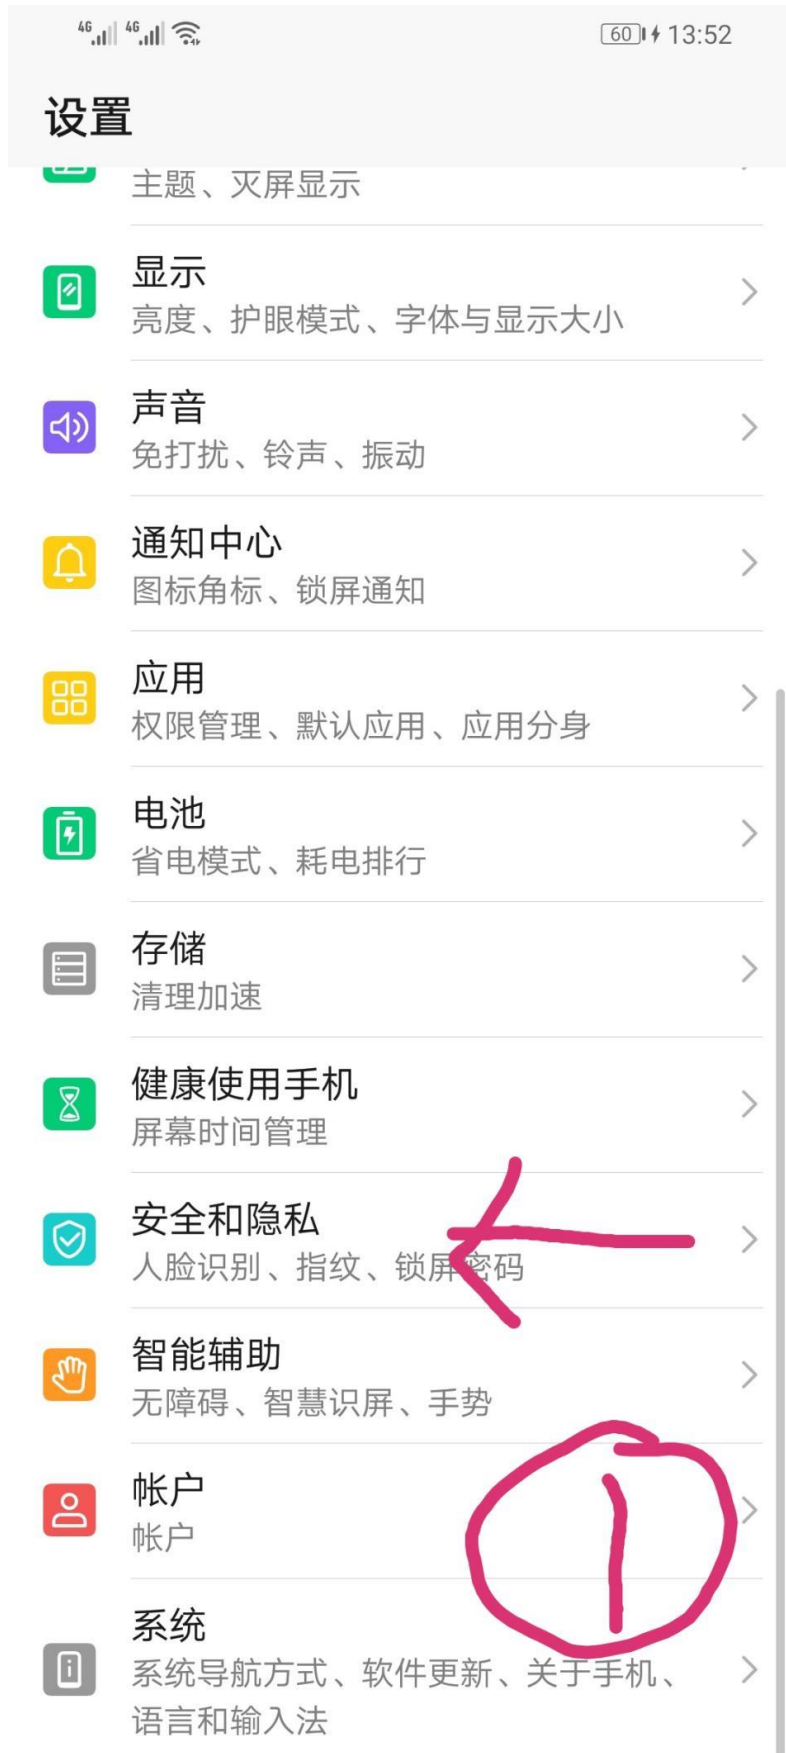 4G 4G 60 13:52
设置
主题、灭屏显示
显示
亮度、护眼模式、字体与显示大小
声音
免打扰、铃声、振动
通知中心
图标角标、锁屏通知
应用
权限管理、默认应用、应用分身
电池
省电模式、耗电排行
存储
清理加速
健康使用手机
屏幕时间管理
安全和隐私
人脸识别、指纹、锁屏密码
智能辅助
无障碍、智慧识屏、手势
帐户
帐户
1
系统
系统导航方式、软件更新、关于手机、
语言和输入法